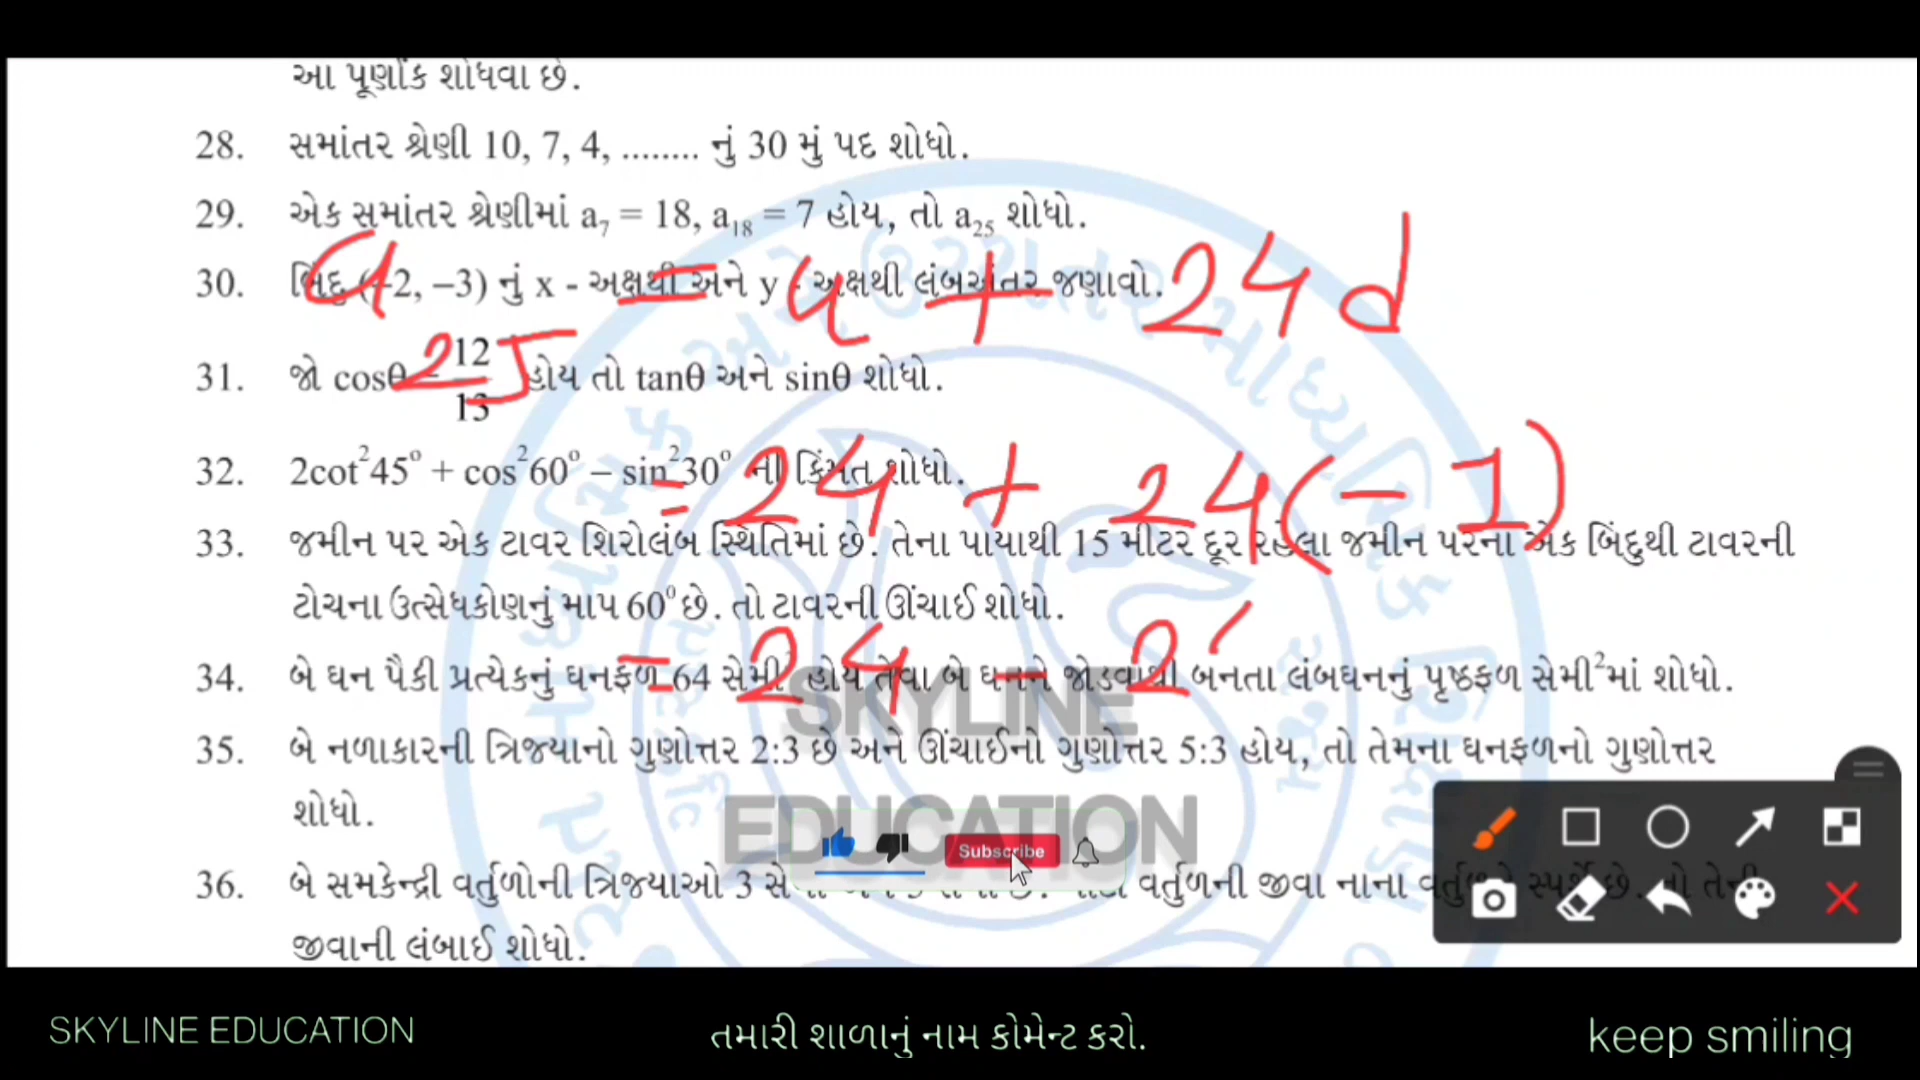 આ પૂર્ણાંક શોધવા છે.
28. સમાંતર શ્રેણી 10, 7, 4, ........ નું 30 મું પદ શોધો.
29. એક સમાંતર શ્રેણીમાં a₇ = 18, a₁₈ = 7 હોય, તો a₂₅ શોધો.
30. બિંદુ (–2, –3) નું x - અક્ષથી અને y - અક્ષથી લંબઅંતર જણાવો.
a₂₅ = a + 24d
31. જો cosθ = 12/13 હોય તો tanθ અને sinθ શોધો.
32. 2cot²45° + cos²60° – sin²30° ની કિંમત શોધો.
= 24 + 24(-1)
33. જમીન પર એક ટાવર શિરોલંબ સ્થિતિમાં છે. તેના પાયાથી 15 મીટર દૂર રહેલા જમીન પરના એક બિંદુથી ટાવરની
ટોચના ઉત્સેધકોણનું માપ 60° છે. તો ટાવરની ઊંચાઈ શોધો.
34. બે ઘન પૈકી પ્રત્યેકનું ઘનફળ 64 સેમી³ હોય તેવા બે ઘનને જોડવાથી બનતા લંબઘનનું પૃષ્ઠફળ સેમી²માં શોધો.
= 24 - 2
35. બે નળાકારની ત્રિજ્યાનો ગુણોત્તર 2:3 છે અને ઊંચાઈનો ગુણોત્તર 5:3 હોય, તો તેમના ઘનફળનો ગુણોત્તર
શોધો.
SKYLINE
EDUCATION
Subscribe
36. બે સમકેન્દ્રી વર્તુળોની ત્રિજ્યાઓ 3 વર્તુળની જીવા નાના વર્તુળને સ્પર્શે છે. તો તેની
જીવાની લંબાઈ શોધો.
SKYLINE EDUCATION
તમારી શાળાનું નામ કોમેન્ટ કરો.
keep smiling